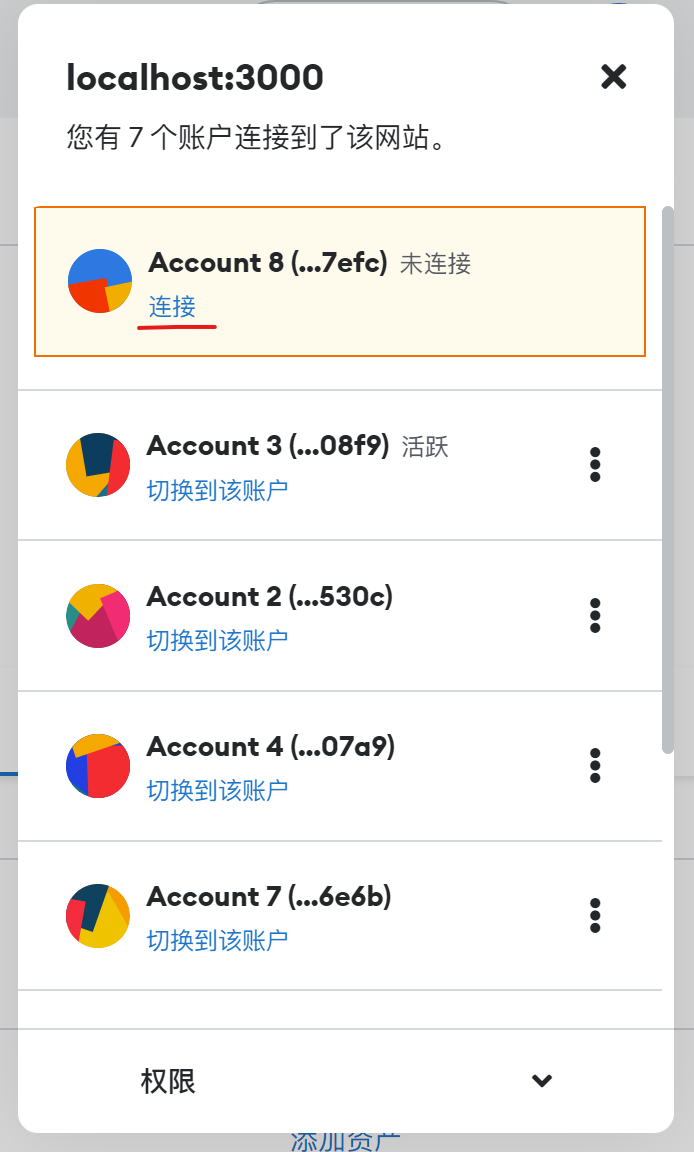 localhost:3000
您有 7 个账户连接到了该网站。
Account 8 (...7efc) 未连接
连接
Account 3 (...08f9) 活跃
切换到该账户
Account 2 (...530c)
切换到该账户
Account 4 (...07a9)
切换到该账户
Account 7 (...6e6b)
切换到该账户
权限
添加资产